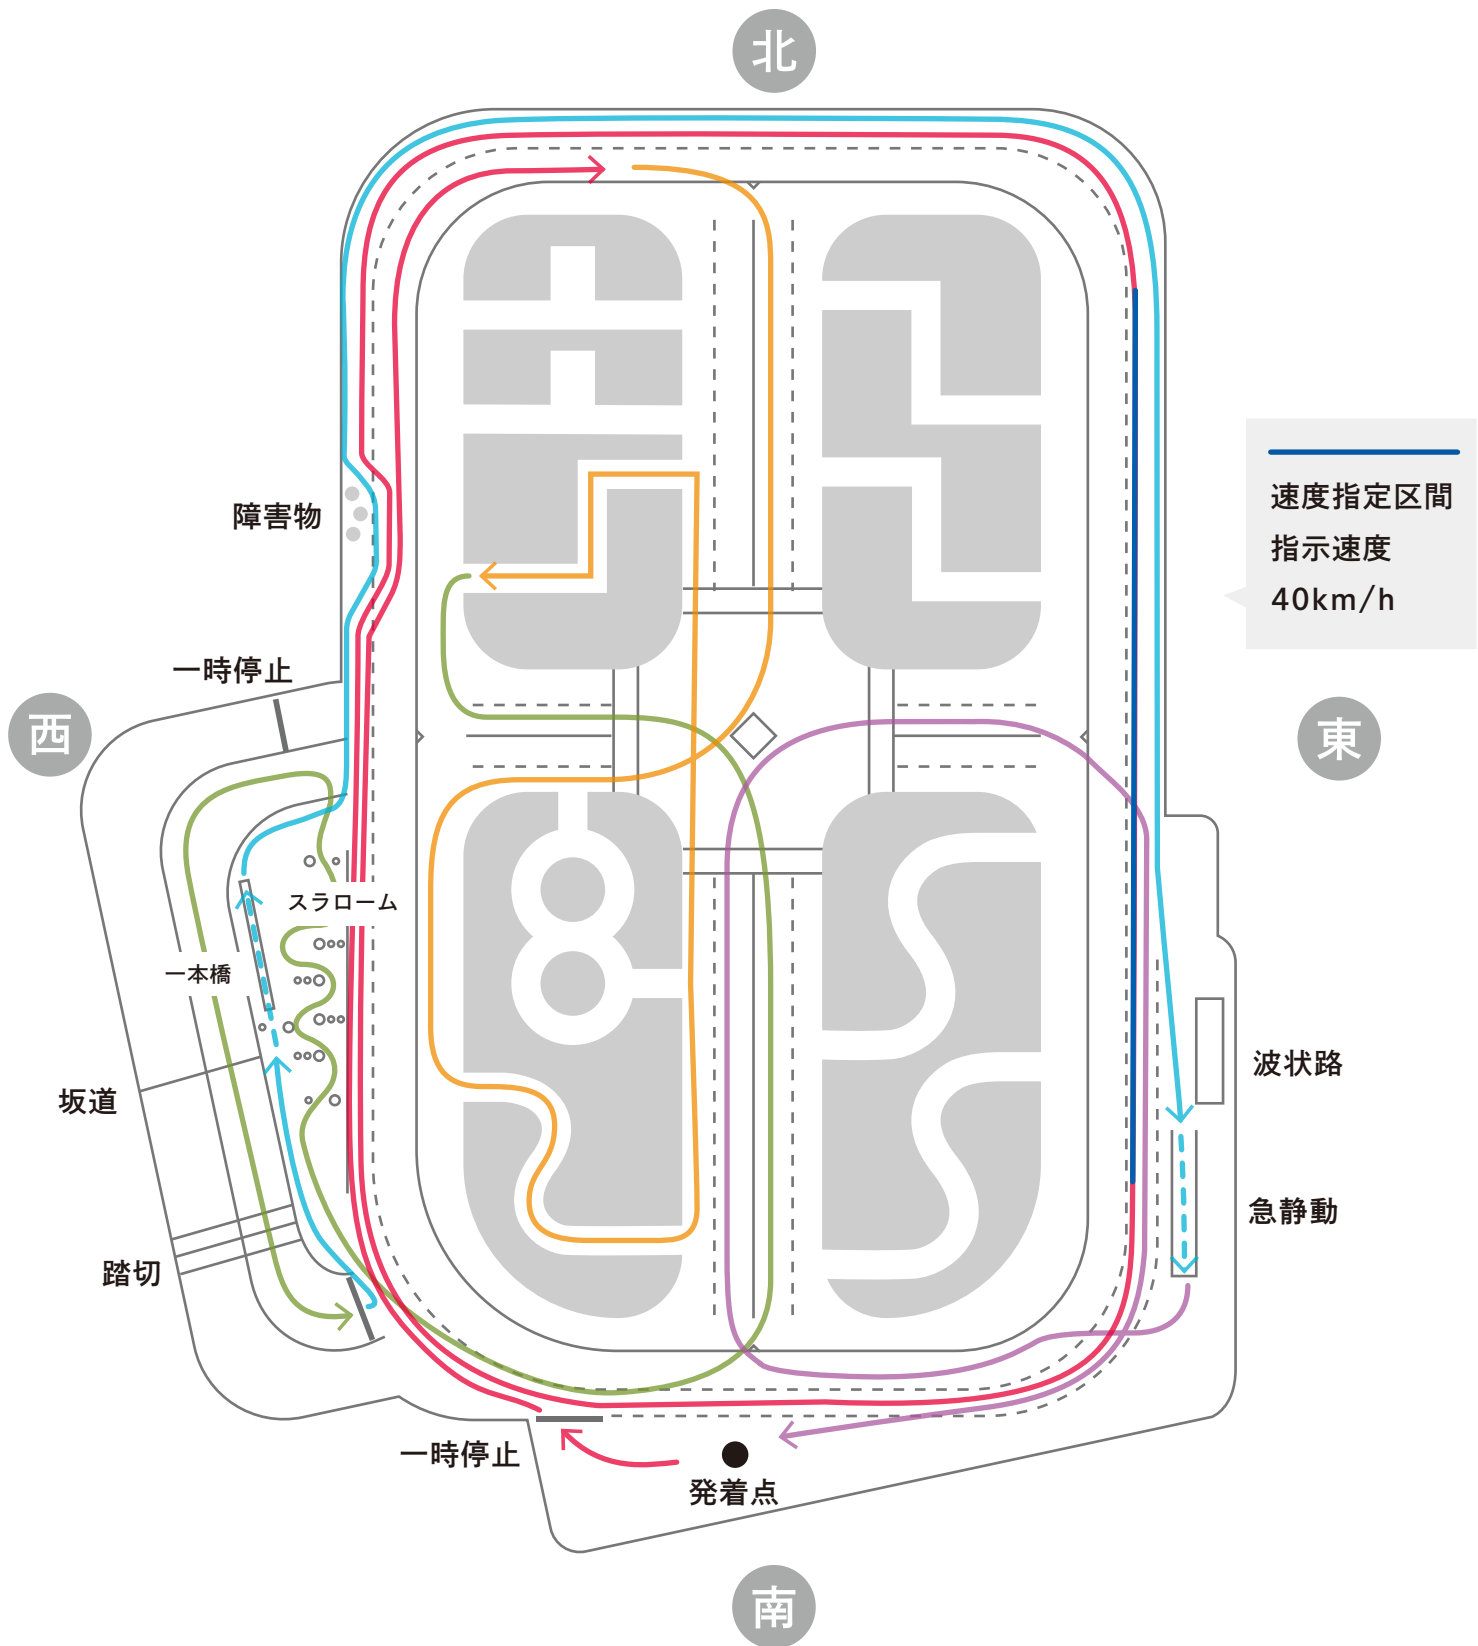 北
速度指定区間
指示速度
40km/h
障害物
一時停止
西
東
スラローム
一本橋
波状路
坂道
急静動
踏切
一時停止
発着点
南